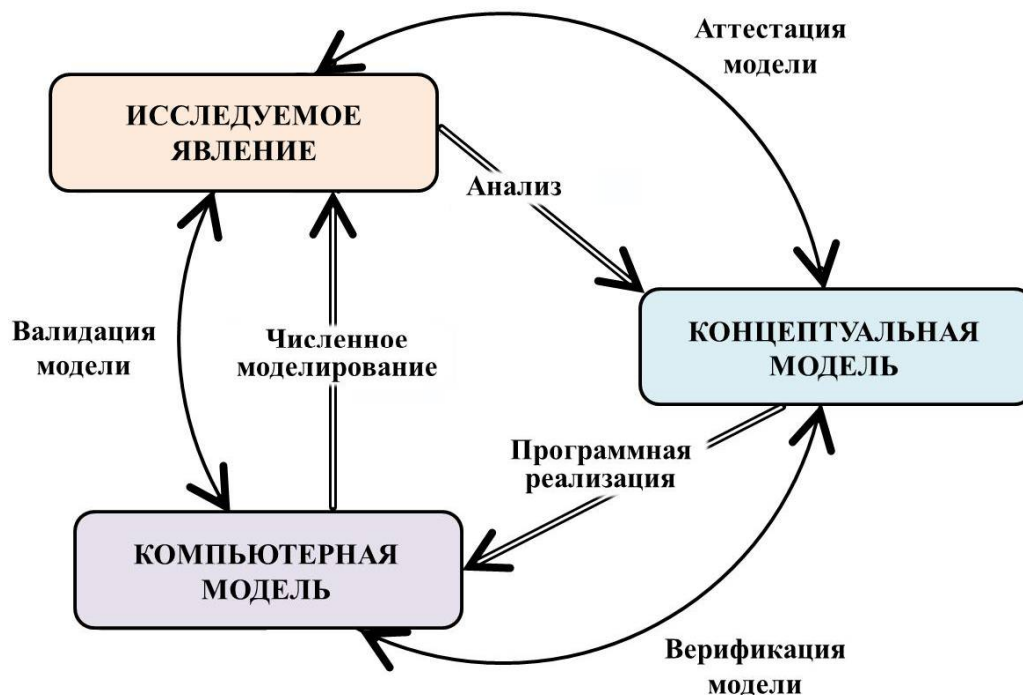 Аттестация
модели
ИССЛЕДУЕМОЕ
ЯВЛЕНИЕ
Анализ
Валидация
модели
Численное
моделирование
КОНЦЕПТУАЛЬНАЯ
МОДЕЛЬ
Программная
реализация
КОМПЬЮТЕРНАЯ
МОДЕЛЬ
Верификация
модели